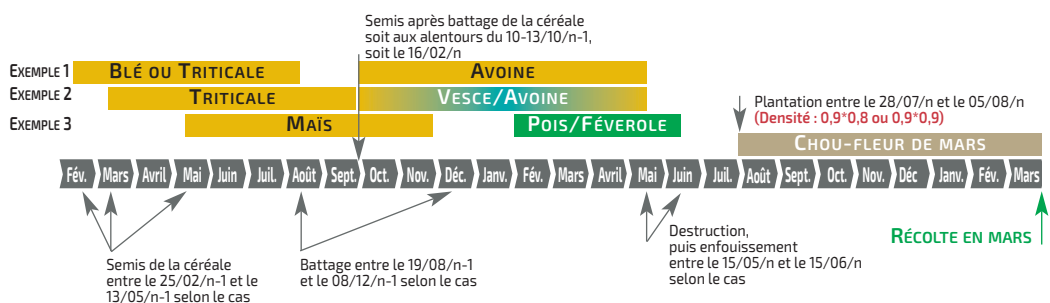 Semis après battage de la céréale
soit aux alentours du 10-13/10/n-1,
soit le 16/02/n
EXEMPLE 1 BLÉ OU TRITICALE AVOINE
EXEMPLE 2 TRITICALE VESCE/AVOINE
EXEMPLE 3 MAÏS POIS/FÉVEROLE
Plantation entre le 28/07/n et le 05/08/n
(Densité : 0,9*0,8 ou 0,9*0,9)
CHOU-FLEUR DE MARS
Fév. Mars Avril Mai Juin Juil. Août Sept. Oct. Nov. Déc. Janv. Fév. Mars Avril Mai Juin Juil. Août Sept. Oct. Nov. Déc Janv. Fév. Mars
Semis de la céréale
entre le 25/02/n-1 et le
13/05/n-1 selon le cas
Battage entre le 19/08/n-1
et le 08/12/n-1 selon le cas
Destruction,
puis enfouissement
entre le 15/05/n et le 15/06/n
selon le cas
RÉCOLTE EN MARS